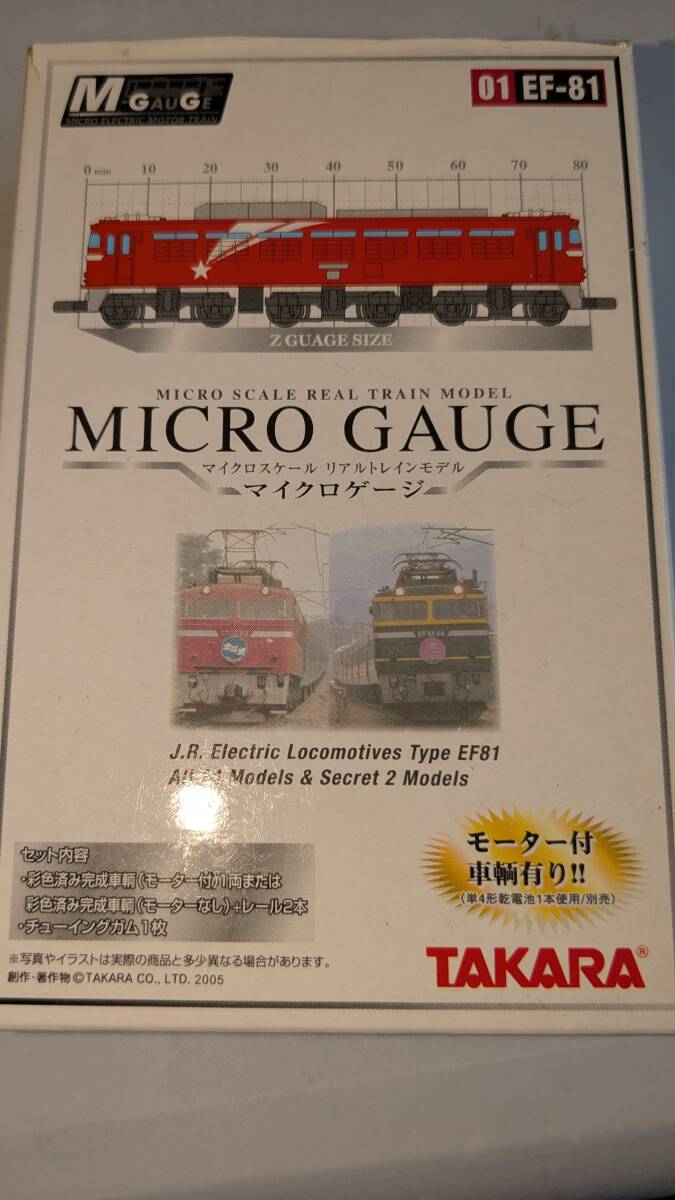 M-GAUGE
MICRO ELECTRIC MOTOR TRAIN
01 EF-81
0 mm 10 20 30 40 50 60 70 80
Z GUAGE SIZE
MICRO SCALE REAL TRAIN MODEL
MICRO GAUGE
マイクロスケール リアルトレインモデル
マイクロゲージ
J.R. Electric Locomotives Type EF81
All Models & Secret 2 Models
セット内容
・彩色済み完成車輌(モーター付)1両または
彩色済み完成車輌(モーターなし)+レール2本
・チューイングガム1枚
モーター付
車輌有り!!
(単4形乾電池1本使用/別売)
※写真やイラストは実際の商品と多少異なる場合があります。
創作・著作物©TAKARA CO., LTD. 2005
TAKARA®